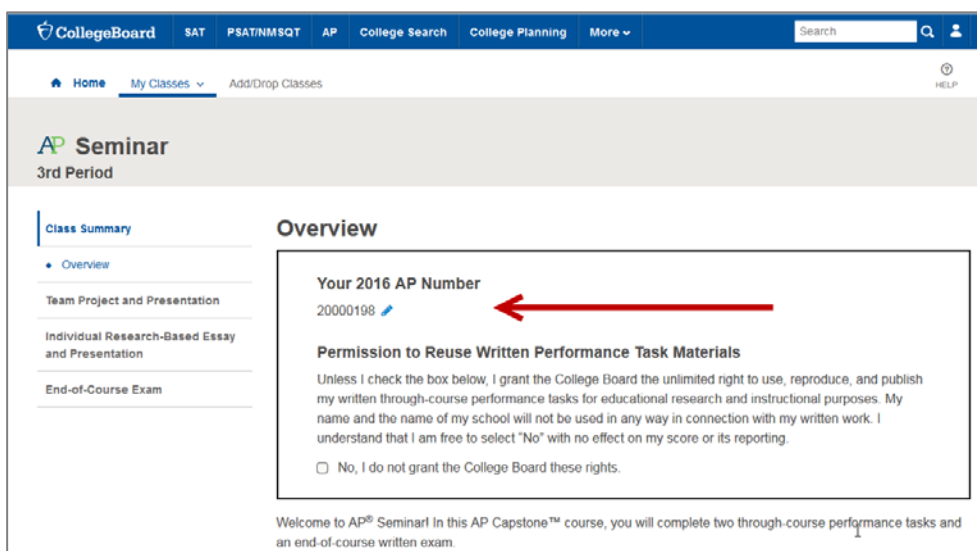 CollegeBoard SAT PSAT/NMSQT AP College Search College Planning More Search
Home My Classes Add/Drop Classes HELP
AP Seminar
3rd Period
Class Summary
• Overview
Team Project and Presentation
Individual Research-Based Essay
and Presentation
End-of-Course Exam
Overview
Your 2016 AP Number
20000198
Permission to Reuse Written Performance Task Materials
Unless I check the box below, I grant the College Board the unlimited right to use, reproduce, and publish
my written through-course performance tasks for educational research and instructional purposes. My
name and the name of my school will not be used in any way in connection with my written work. I
understand that I am free to select "No" with no effect on my score or its reporting.
No, I do not grant the College Board these rights.
Welcome to AP® Seminar! In this AP Capstone™ course, you will complete two through-course performance tasks and
an end-of-course written exam.